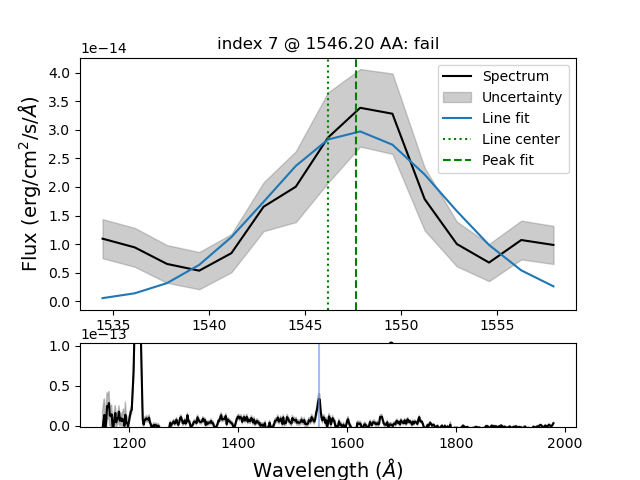 index 7 @ 1546.20 AA: fail
1e−14
Flux (erg/cm²/s/Å)
4.0
3.5
3.0
2.5
2.0
1.5
1.0
0.5
0.0
Spectrum
Uncertainty
Line fit
Line center
Peak fit
1535 1540 1545 1550 1555
1e−13
1.0
0.5
0.0
1200 1400 1600 1800 2000
Wavelength (Å)